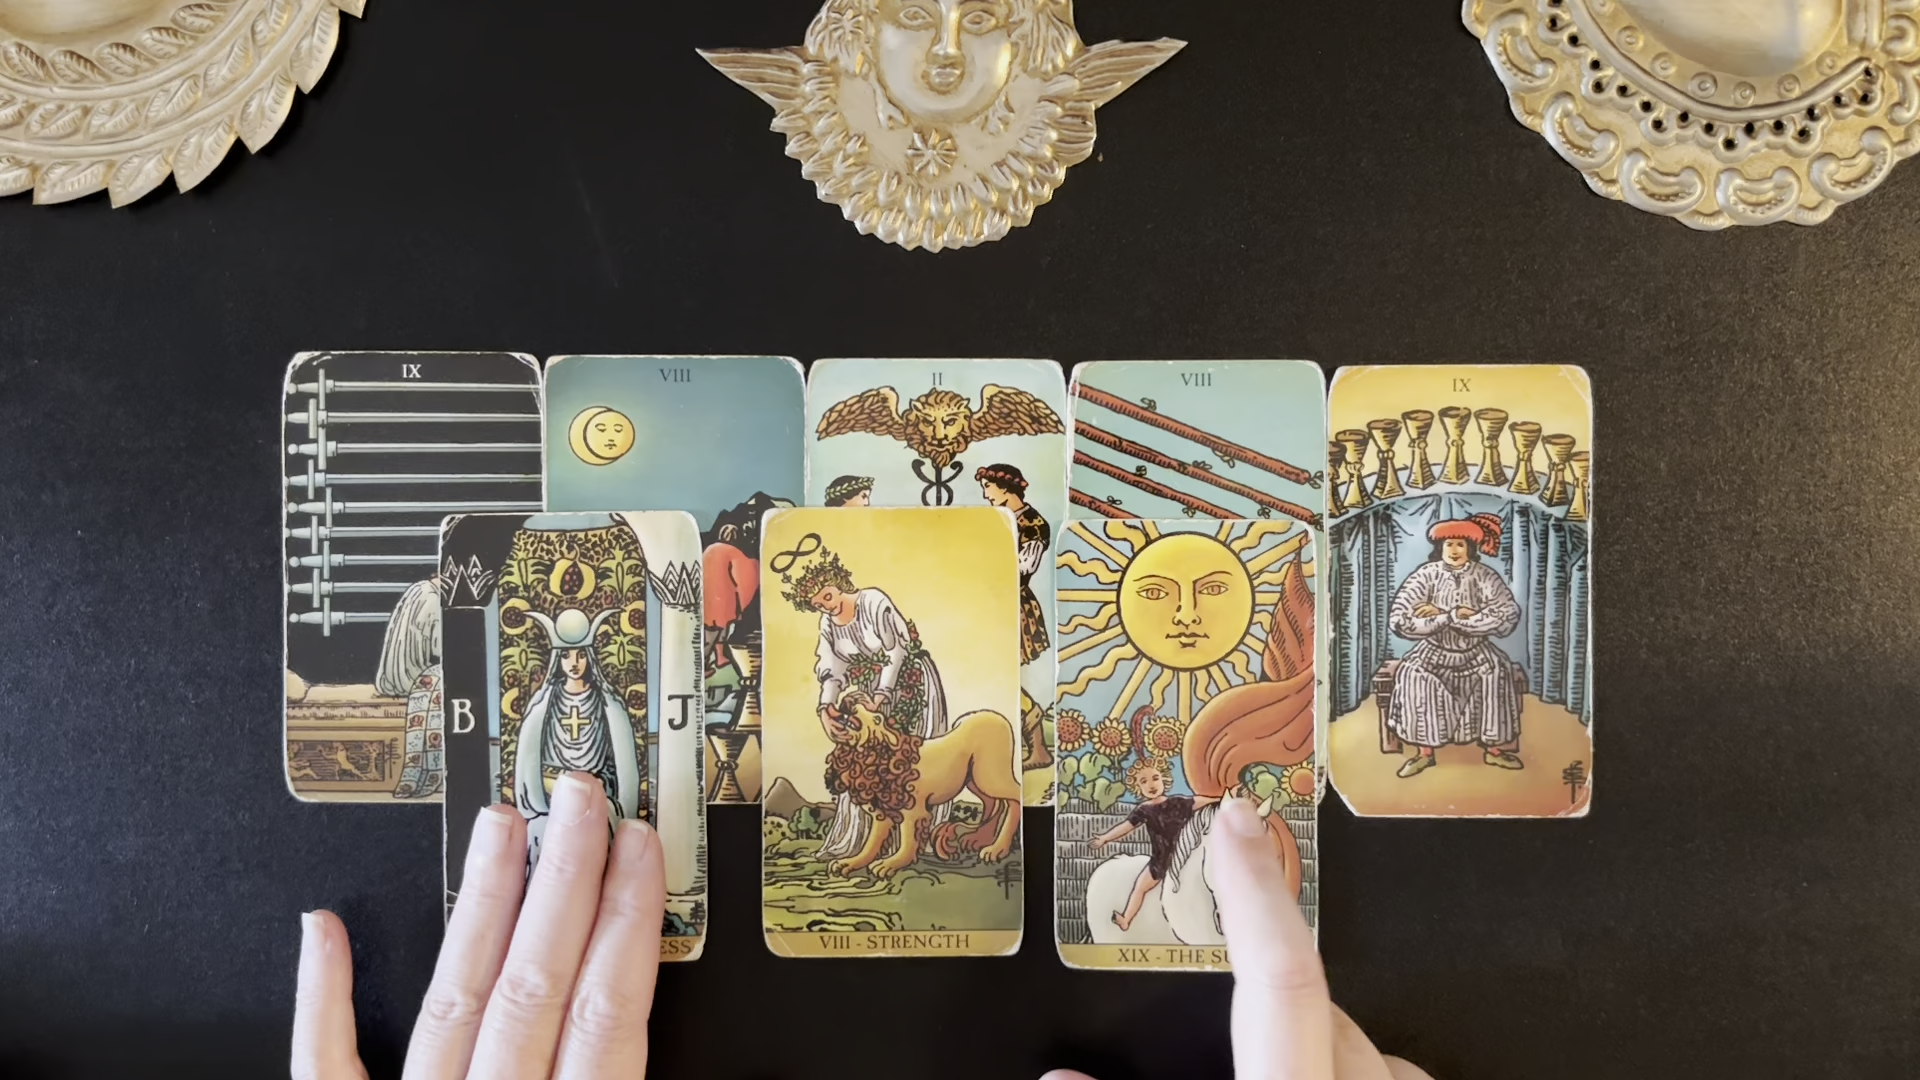 IX
VIII
II
VIII
IX
B
J
ESS
VIII - STRENGTH
XIX - THE SU